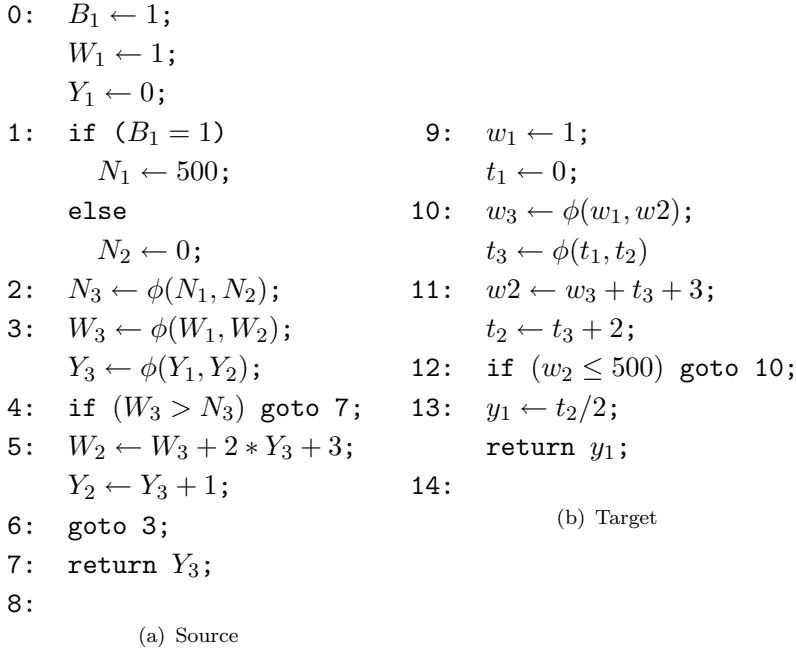 0: B₁ ← 1;
W₁ ← 1;
Y₁ ← 0;
1: if (B₁ = 1)
N₁ ← 500;
else
N₂ ← 0;
2: N₃ ← ϕ(N₁, N₂);
3: W₃ ← ϕ(W₁, W₂);
Y₃ ← ϕ(Y₁, Y₂);
4: if (W₃ > N₃) goto 7;
5: W₂ ← W₃ + 2 ∗ Y₃ + 3;
Y₂ ← Y₃ + 1;
6: goto 3;
7: return Y₃;
8:
(a) Source
9: w₁ ← 1;
t₁ ← 0;
10: w₃ ← ϕ(w₁, w2);
t₃ ← ϕ(t₁, t₂)
11: w2 ← w₃ + t₃ + 3;
t₂ ← t₃ + 2;
12: if (w₂ ≤ 500) goto 10;
13: y₁ ← t₂/2;
return y₁;
14:
(b) Target